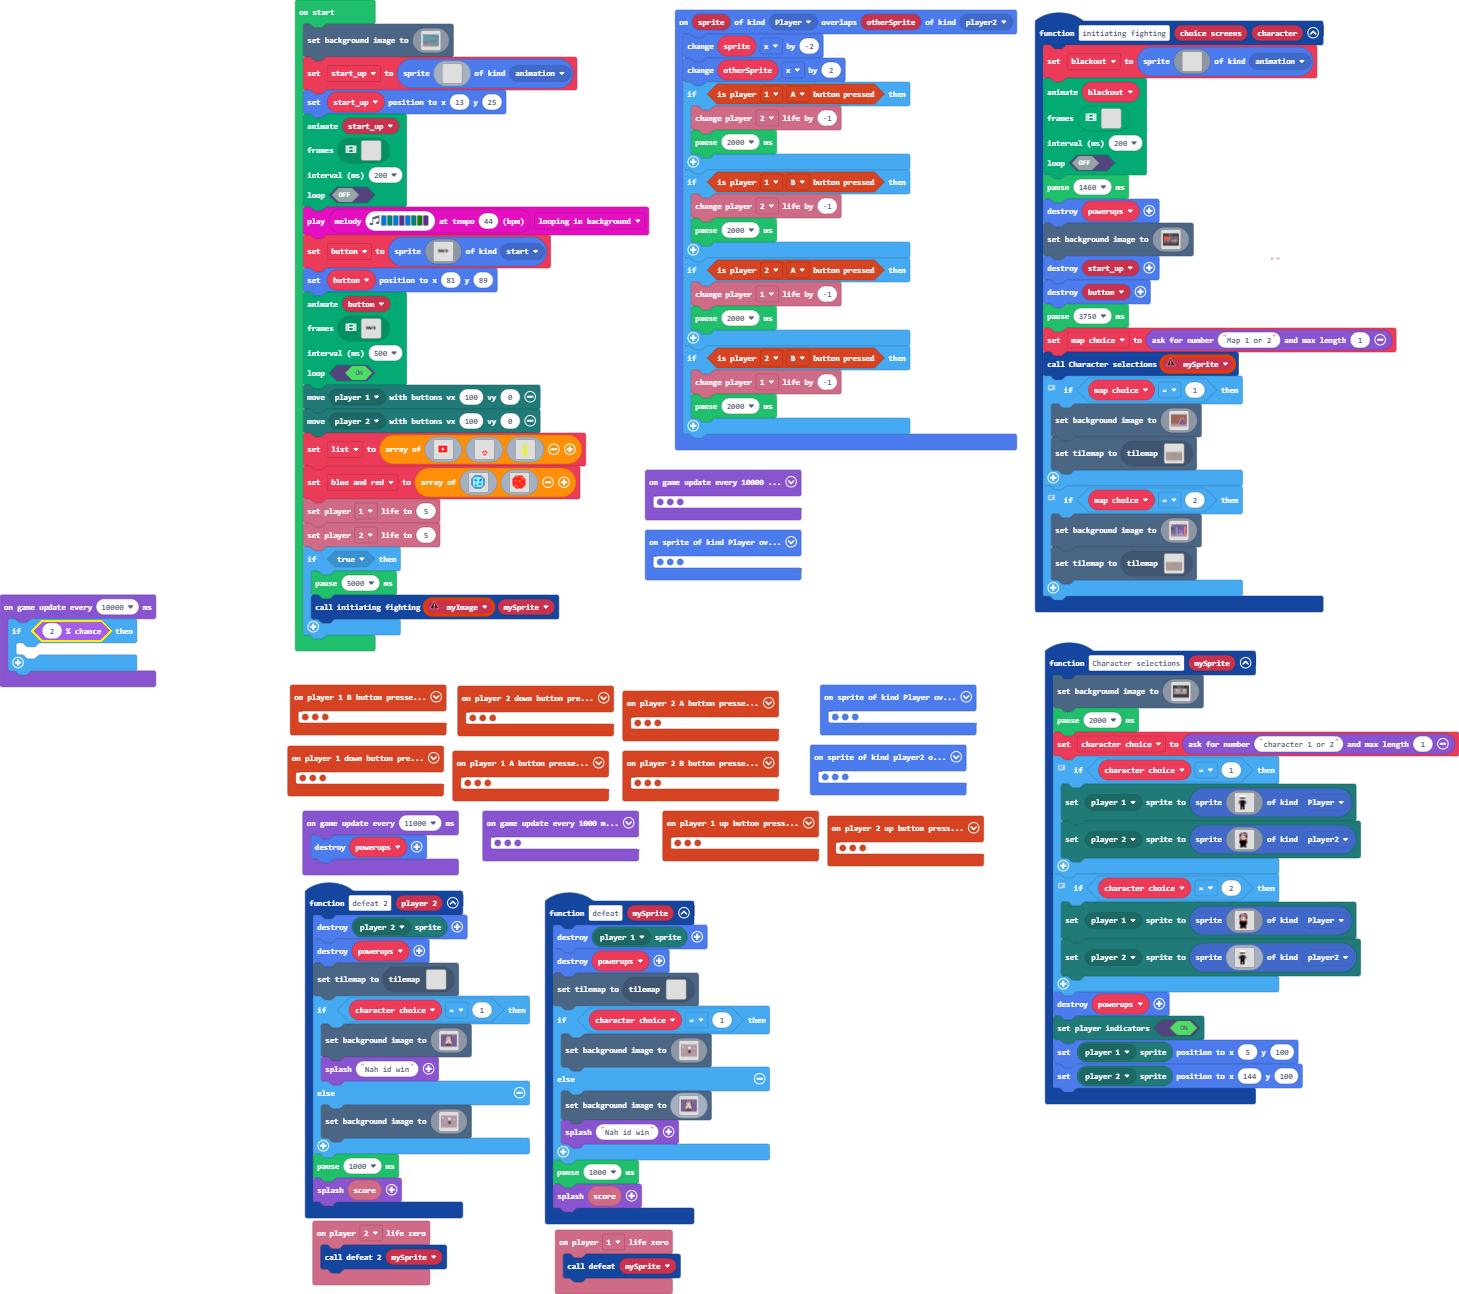 on start
set background image to
set start_up to sprite of kind animation
set start_up position to x 13 y 25
animate start_up
frames
interval (ms) 200
loop OFF
play melody at tempo 44 (bpm) looping in background
set button to sprite of kind start
set button position to x 81 y 89
animate button
frames
interval (ms) 500
loop ON
move player 1 with buttons vx 100 vy 0
move player 2 with buttons vx 100 vy 0
set list to array of
set blue and red to array of
set player 1 life to 5
set player 2 life to 5
if true then
pause 5000 ms
call initiating fighting myImage mySprite
on sprite of kind Player overlaps otherSprite of kind player2
change sprite x by -2
change otherSprite x by 2
if is player 1 A button pressed then
change player 2 life by -1
pause 2000 ms
if is player 1 B button pressed then
change player 2 life by -1
pause 2000 ms
if is player 2 A button pressed then
change player 1 life by -1
pause 2000 ms
if is player 2 B button pressed then
change player 1 life by -1
pause 2000 ms
on game update every 10000 ...
on sprite of kind Player ov...
function initiating fighting choice screens character
set blackout to sprite of kind animation
animate blackout
frames
interval (ms) 200
loop OFF
pause 1460 ms
destroy powerups
set background image to
destroy start_up
destroy button
pause 3750 ms
set map choice to ask for number "Map 1 or 2" and max length 1
call Character selections mySprite
if map choice = 1 then
set background image to
set tilemap to tilemap
if map choice = 2 then
set background image to
set tilemap to tilemap
on game update every 10000 ms
if 2 % chance then
on player 1 B button presse...
on player 2 down button pre...
on player 2 A button presse...
on sprite of kind Player ov...
on player 1 down button pre...
on player 1 A button presse...
on player 2 B button presse...
on sprite of kind player2 o...
on game update every 11000 ms
destroy powerups
on game update every 1000 m...
on player 1 up button press...
on player 2 up button press...
function Character selections mySprite
set background image to
pause 2000 ms
set character choice to ask for number "character 1 or 2" and max length 1
if character choice = 1 then
set player 1 sprite to sprite of kind Player
set player 2 sprite to sprite of kind player2
if character choice = 2 then
set player 1 sprite to sprite of kind Player
set player 2 sprite to sprite of kind player2
destroy powerups
set player indicators ON
set player 1 sprite position to x 5 y 100
set player 2 sprite position to x 144 y 100
function defeat 2 player 2
destroy player 2 sprite
destroy powerups
set tilemap to tilemap
if character choice = 1 then
set background image to
splash "Nah id win"
else
set background image to
pause 1000 ms
splash score
on player 2 life zero
call defeat 2 mySprite
function defeat mySprite
destroy player 1 sprite
destroy powerups
set tilemap to tilemap
if character choice = 1 then
set background image to
else
set background image to
splash "Nah id win"
pause 1000 ms
splash score
on player 1 life zero
call defeat mySprite